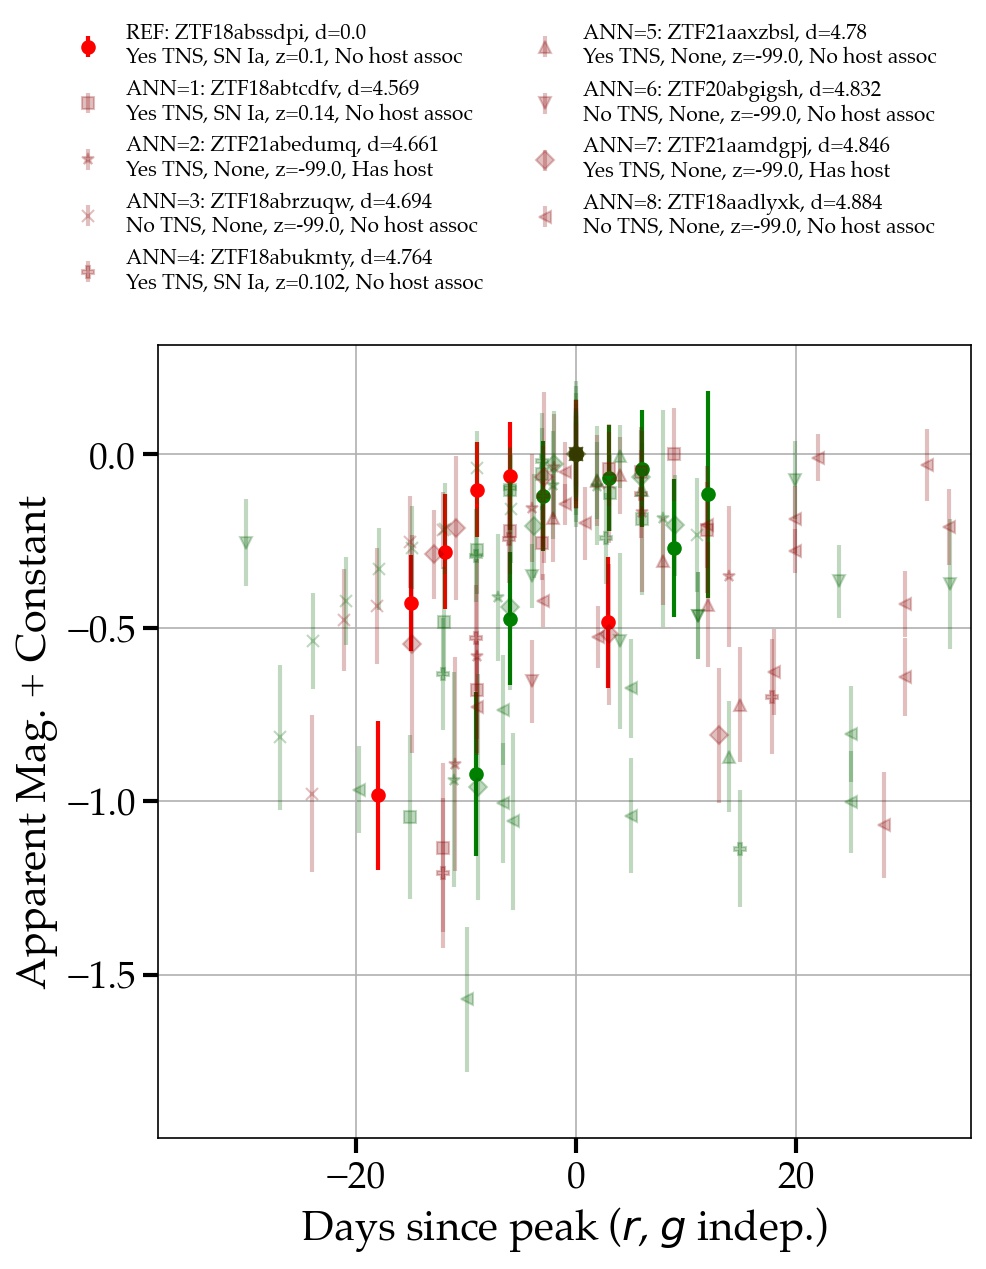 REF: ZTF18abssdpi, d=0.0
Yes TNS, SN Ia, z=0.1, No host assoc
ANN=1: ZTF18abtcdfv, d=4.569
Yes TNS, SN Ia, z=0.14, No host assoc
ANN=2: ZTF21abedumq, d=4.661
Yes TNS, None, z=-99.0, Has host
ANN=3: ZTF18abrzuqw, d=4.694
No TNS, None, z=-99.0, No host assoc
ANN=4: ZTF18abukmty, d=4.764
Yes TNS, SN Ia, z=0.102, No host assoc
ANN=5: ZTF21aaxzbsl, d=4.78
Yes TNS, None, z=-99.0, No host assoc
ANN=6: ZTF20abgigsh, d=4.832
No TNS, None, z=-99.0, No host assoc
ANN=7: ZTF21aamdgpj, d=4.846
Yes TNS, None, z=-99.0, Has host
ANN=8: ZTF18aadlyxk, d=4.884
No TNS, None, z=-99.0, No host assoc
Apparent Mag. + Constant
0.0
−0.5
−1.0
−1.5
−20
0
20
Days since peak (r, g indep.)